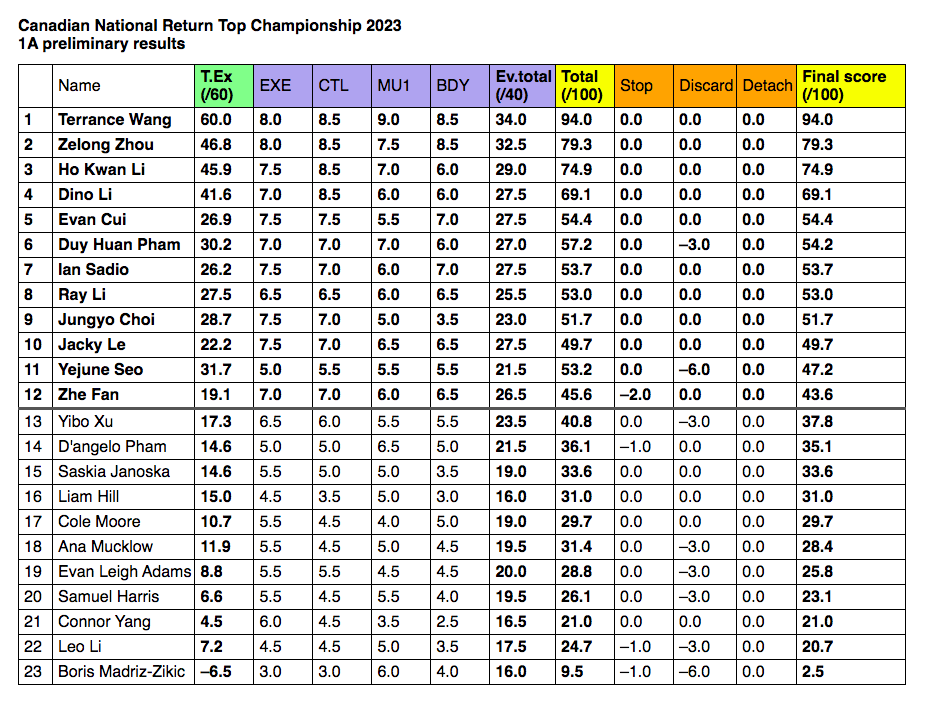 Canadian National Return Top Championship 2023
1A preliminary results
Name T.Ex (/60) EXE CTL MU1 BDY Ev.total (/40) Total (/100) Stop Discard Detach Final score (/100)
1 Terrance Wang 60.0 8.0 8.5 9.0 8.5 34.0 94.0 0.0 0.0 0.0 94.0
2 Zelong Zhou 46.8 8.0 8.5 7.5 8.5 32.5 79.3 0.0 0.0 0.0 79.3
3 Ho Kwan Li 45.9 7.5 8.5 7.0 6.0 29.0 74.9 0.0 0.0 0.0 74.9
4 Dino Li 41.6 7.0 8.5 6.0 6.0 27.5 69.1 0.0 0.0 0.0 69.1
5 Evan Cui 26.9 7.5 7.5 5.5 7.0 27.5 54.4 0.0 0.0 0.0 54.4
6 Duy Huan Pham 30.2 7.0 7.0 7.0 6.0 27.0 57.2 0.0 –3.0 0.0 54.2
7 Ian Sadio 26.2 7.5 7.0 6.0 7.0 27.5 53.7 0.0 0.0 0.0 53.7
8 Ray Li 27.5 6.5 6.5 6.0 6.5 25.5 53.0 0.0 0.0 0.0 53.0
9 Jungyo Choi 28.7 7.5 7.0 5.0 3.5 23.0 51.7 0.0 0.0 0.0 51.7
10 Jacky Le 22.2 7.5 7.0 6.5 6.5 27.5 49.7 0.0 0.0 0.0 49.7
11 Yejune Seo 31.7 5.0 5.5 5.5 5.5 21.5 53.2 0.0 –6.0 0.0 47.2
12 Zhe Fan 19.1 7.0 7.0 6.0 6.5 26.5 45.6 –2.0 0.0 0.0 43.6
13 Yibo Xu 17.3 6.5 6.0 5.5 5.5 23.5 40.8 0.0 –3.0 0.0 37.8
14 D'angelo Pham 14.6 5.0 5.0 6.5 5.0 21.5 36.1 –1.0 0.0 0.0 35.1
15 Saskia Janoska 14.6 5.5 5.0 5.0 3.5 19.0 33.6 0.0 0.0 0.0 33.6
16 Liam Hill 15.0 4.5 3.5 5.0 3.0 16.0 31.0 0.0 0.0 0.0 31.0
17 Cole Moore 10.7 5.5 4.5 4.0 5.0 19.0 29.7 0.0 0.0 0.0 29.7
18 Ana Mucklow 11.9 5.5 4.5 5.0 4.5 19.5 31.4 0.0 –3.0 0.0 28.4
19 Evan Leigh Adams 8.8 5.5 5.5 4.5 4.5 20.0 28.8 0.0 –3.0 0.0 25.8
20 Samuel Harris 6.6 5.5 4.5 5.5 4.0 19.5 26.1 0.0 –3.0 0.0 23.1
21 Connor Yang 4.5 6.0 4.5 3.5 2.5 16.5 21.0 0.0 0.0 0.0 21.0
22 Leo Li 7.2 4.5 4.5 5.0 3.5 17.5 24.7 –1.0 –3.0 0.0 20.7
23 Boris Madriz-Zikic –6.5 3.0 3.0 6.0 4.0 16.0 9.5 –1.0 –6.0 0.0 2.5